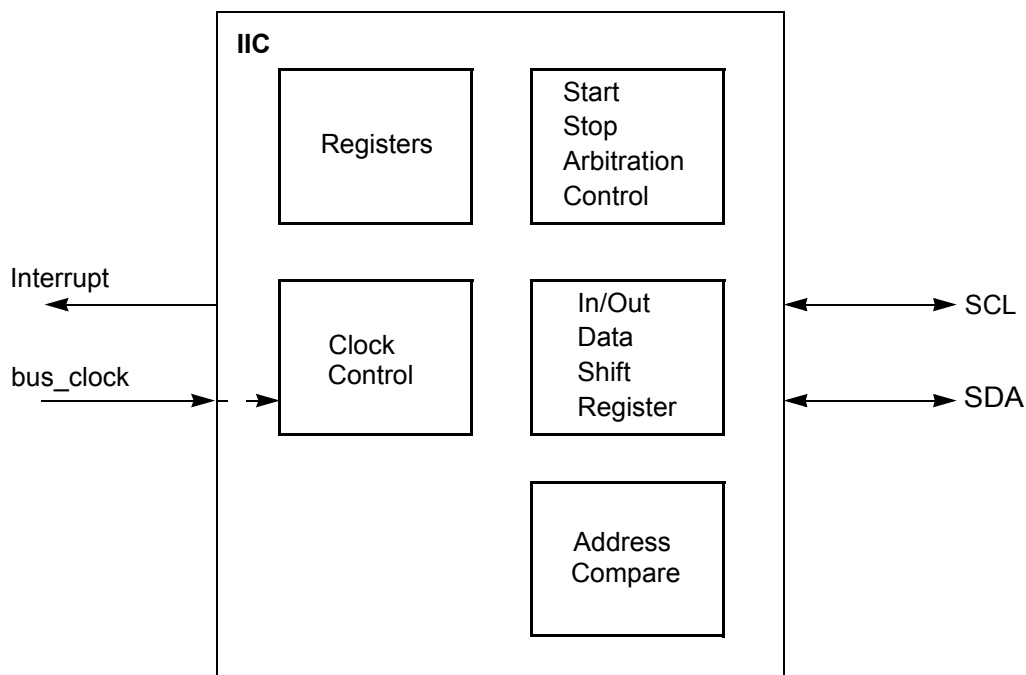 IIC
Registers
Start
Stop
Arbitration
Control
Interrupt
bus_clock
Clock
Control
In/Out
Data
Shift
Register
SCL
SDA
Address
Compare